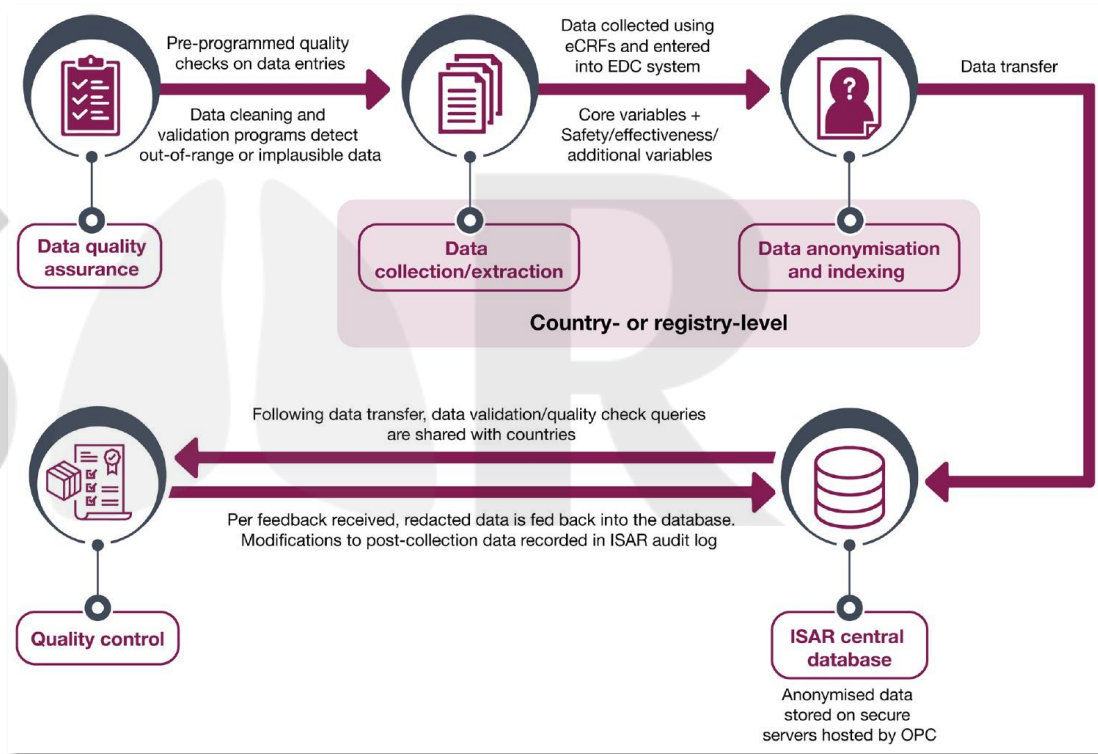 Pre-programmed quality
checks on data entries
Data cleaning and
validation programs detect
out-of-range or implausible data
Data collected using
eCRFs and entered
into EDC system
Core variables +
Safety/effectiveness/
additional variables
?
Data transfer
Data quality
assurance
Data
collection/extraction
Data anonymisation
and indexing
Country- or registry-level
R
Following data transfer, data validation/quality check queries
are shared with countries
Per feedback received, redacted data is fed back into the database.
Modifications to post-collection data recorded in ISAR audit log
Quality control
ISAR central
database
Anonymised data
stored on secure
servers hosted by OPC